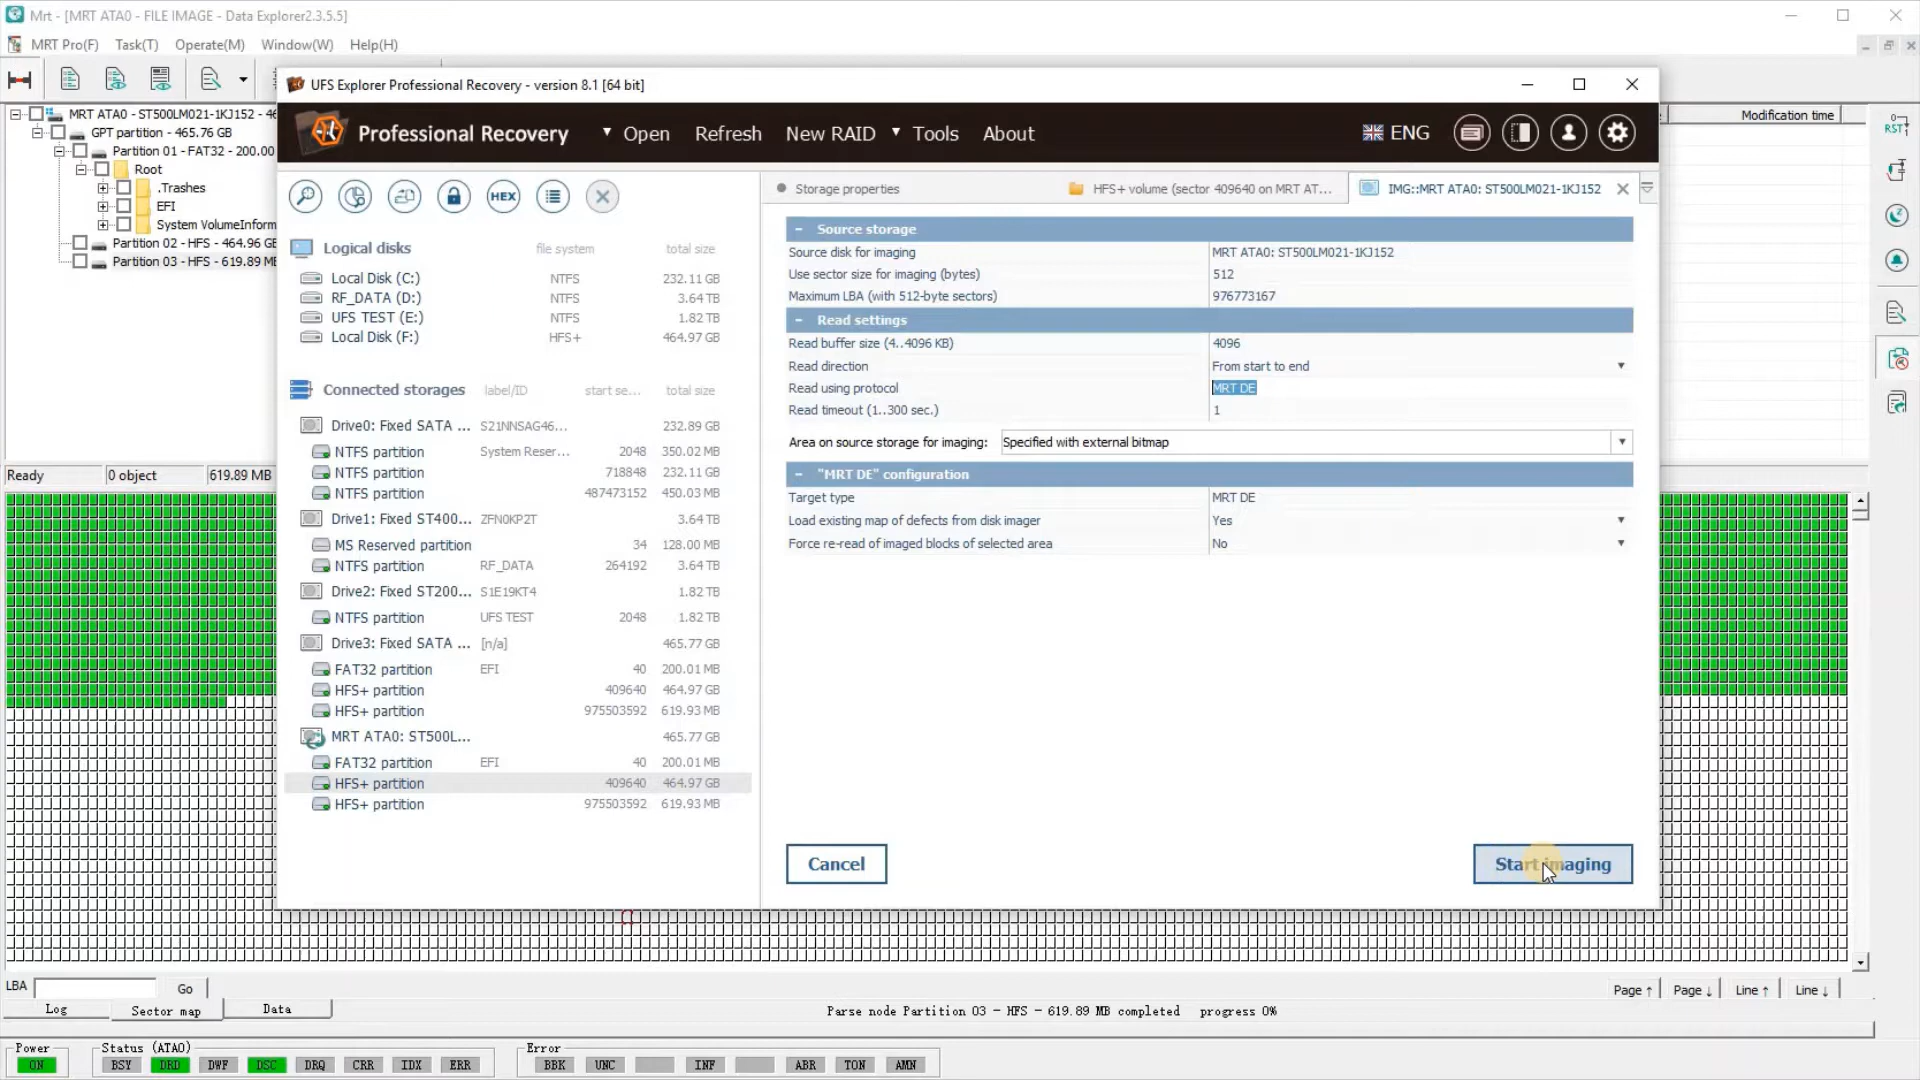 Mrt - [MRT ATA0 - FILE IMAGE - Data Explorer2.3.5.5]
MRT Pro(F) Task(T) Operate(M) Window(W) Help(H)
MRT ATA0 - ST500LM021-1KJ152 - 46
GPT partition - 465.76 GB
Partition 01 - FAT32 - 200.00
Root
.Trashes
EFI
System VolumeInform
Partition 02 - HFS - 464.96 GB
Partition 03 - HFS - 619.89 MB
Ready 0 object 619.89 MB
Modification time
RST
UFS Explorer Professional Recovery - version 8.1 [64 bit]
Professional Recovery Open Refresh New RAID Tools About ENG
HEX
Logical disks file system total size
Local Disk (C:) NTFS 232.11 GB
RF_DATA (D:) NTFS 3.64 TB
UFS TEST (E:) NTFS 1.82 TB
Local Disk (F:) HFS+ 464.97 GB
Connected storages label/ID start se... total size
Drive0: Fixed SATA ... S21NNSAG46... 232.89 GB
NTFS partition System Reser... 2048 350.02 MB
NTFS partition 718848 232.11 GB
NTFS partition 487473152 450.03 MB
Drive1: Fixed ST400... ZFN0KP2T 3.64 TB
MS Reserved partition 34 128.00 MB
NTFS partition RF_DATA 264192 3.64 TB
Drive2: Fixed ST200... S1E19KT4 1.82 TB
NTFS partition UFS TEST 2048 1.82 TB
Drive3: Fixed SATA ... [n/a] 465.77 GB
FAT32 partition EFI 40 200.01 MB
HFS+ partition 409640 464.97 GB
HFS+ partition 975503592 619.93 MB
MRT ATA0: ST500L... 465.77 GB
FAT32 partition EFI 40 200.01 MB
HFS+ partition 409640 464.97 GB
HFS+ partition 975503592 619.93 MB
Storage properties HFS+ volume (sector 409640 on MRT AT... IMG::MRT ATA0: ST500LM021-1KJ152
Source storage
Source disk for imaging MRT ATA0: ST500LM021-1KJ152
Use sector size for imaging (bytes) 512
Maximum LBA (with 512-byte sectors) 976773167
Read settings
Read buffer size (4..4096 KB) 4096
Read direction From start to end
Read using protocol MRT DE
Read timeout (1..300 sec.) 1
Area on source storage for imaging: Specified with external bitmap
"MRT DE" configuration
Target type MRT DE
Load existing map of defects from disk imager Yes
Force re-read of imaged blocks of selected area No
Cancel Start imaging
LBA Go Page ↑ Page ↓ Line ↑ Line ↓
Log Sector map Data Parse node Partition 03 - HFS - 619.89 MB completed progress 0%
Power Status (ATA0) Error
ON BSY DRD DWF DSC DRQ CRR IDX ERR BBK UNC INF ABR TON AMN